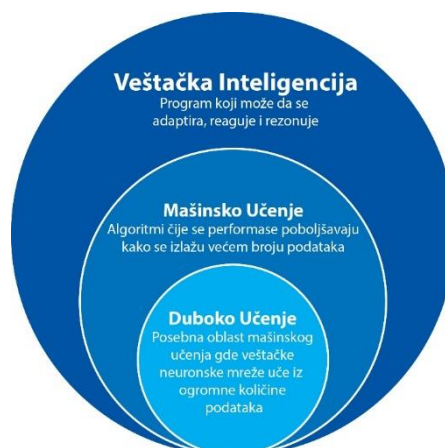 Veštačka Inteligencija
Program koji može da se
adaptira, reaguje i rezonuje
Mašinsko Učenje
Algoritmi čije se performase poboljšavaju
kako se izlažu većem broju podataka
Duboko Učenje
Posebna oblast mašinskog
učenja gde veštačke
neuronske mreže uče iz
ogromne količine
podataka